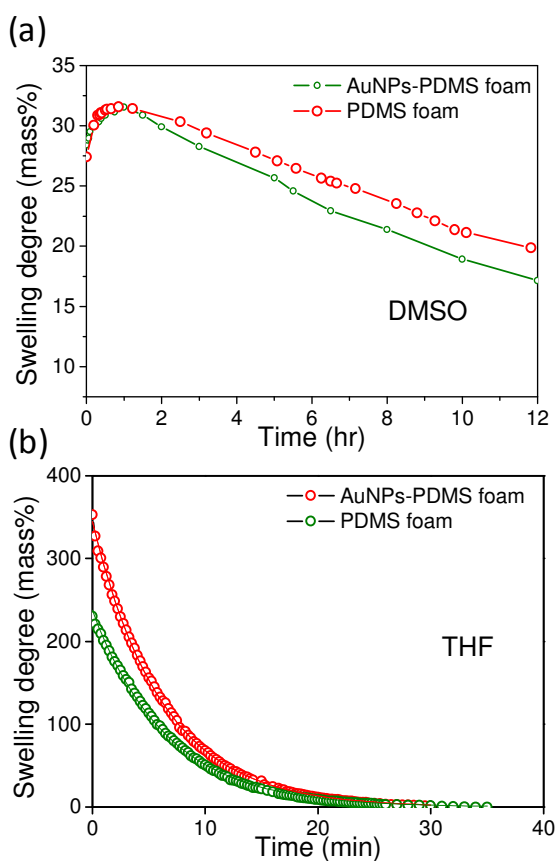 (a)
35
30
25
20
15
10
Swelling degree (mass%)
AuNPs-PDMS foam
PDMS foam
DMSO
0 2 4 6 8 10 12
Time (hr)
(b)
400
300
200
100
0
Swelling degree (mass%)
AuNPs-PDMS foam
PDMS foam
THF
0 10 20 30 40
Time (min)